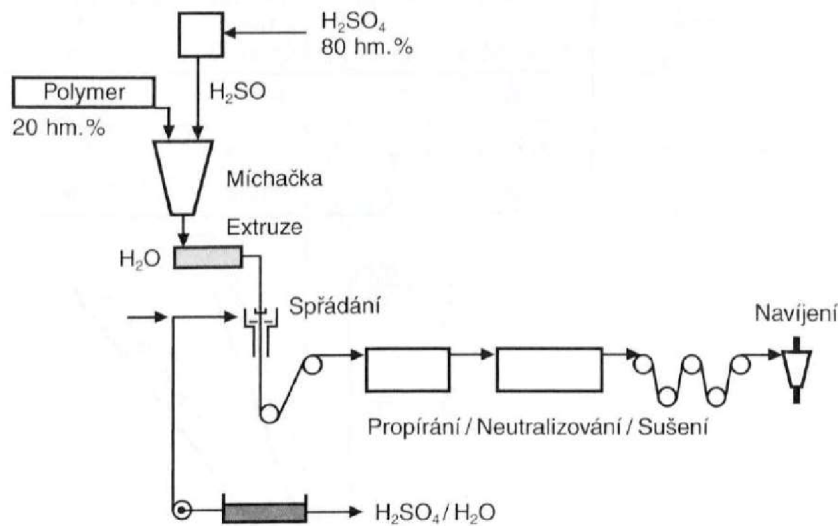 H₂SO₄
80 hm.%
H₂SO
Polymer
20 hm.%
Míchačka
Extruze
H₂O
Spřádání
Navíjení
Propírání / Neutralizování / Sušení
H₂SO₄ / H₂O